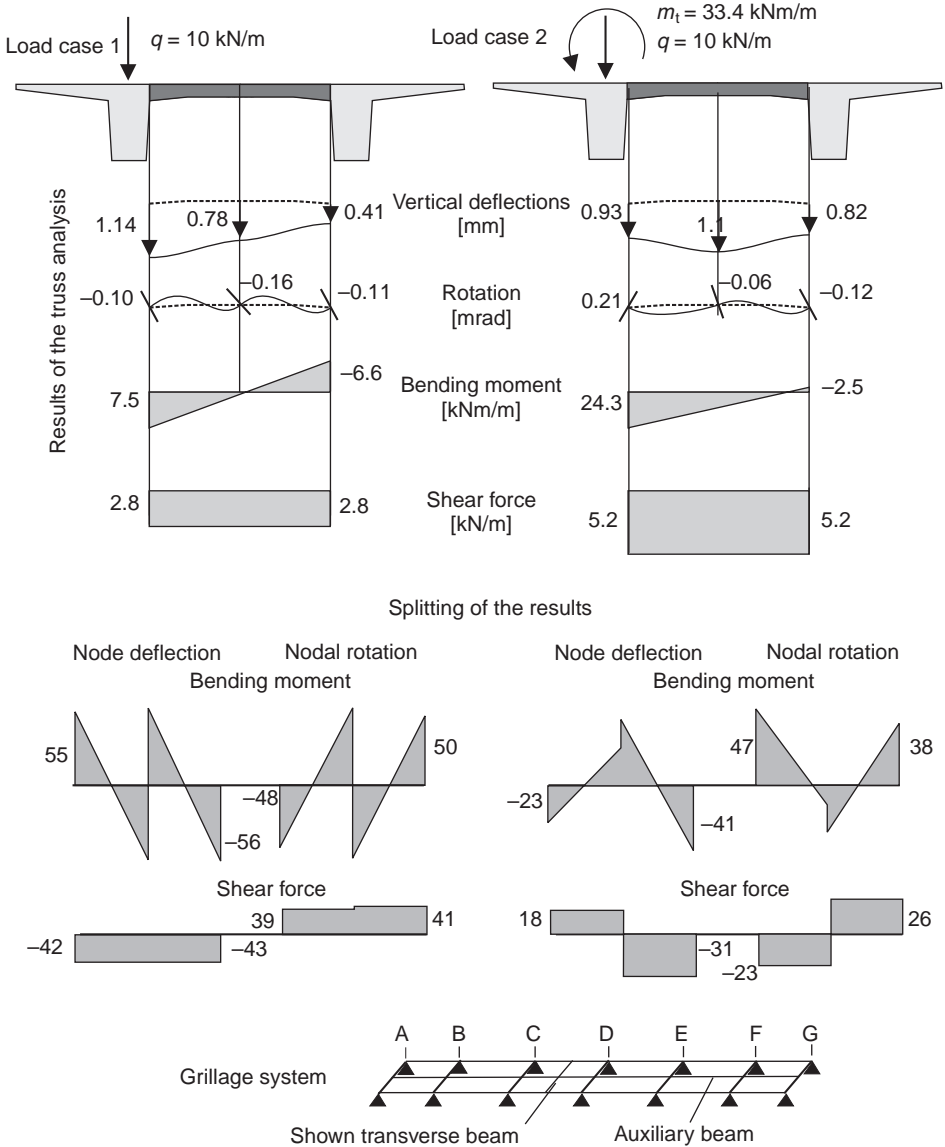 Load case 1
q = 10 kN/m
Load case 2
mt = 33.4 kNm/m
q = 10 kN/m
Results of the truss analysis
1.14
0.78
0.41
Vertical deflections
[mm]
0.93
1.1
0.82
–0.10
–0.16
–0.11
Rotation
[mrad]
0.21
–0.06
–0.12
7.5
–6.6
Bending moment
[kNm/m]
24.3
–2.5
2.8
2.8
Shear force
[kN/m]
5.2
5.2
Splitting of the results
Node deflection
Nodal rotation
Bending moment
Node deflection
Nodal rotation
Bending moment
55
–48
–56
50
–23
–41
47
38
Shear force
–42
–43
39
41
Shear force
18
–31
–23
26
A B C D E F G
Grillage system
Shown transverse beam
Auxiliary beam